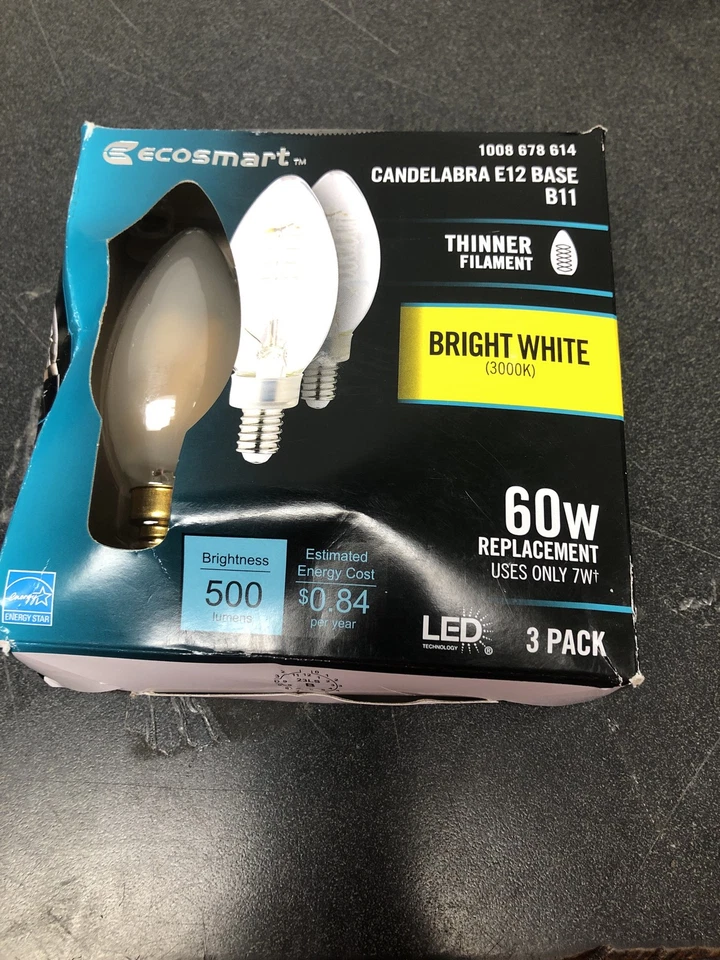 ecosmart™
1008 678 614
CANDELABRA E12 BASE
B11
THINNER
FILAMENT
BRIGHT WHITE
(3000K)
60W
REPLACEMENT
USES ONLY 7W†
Brightness
500
lumens
Estimated
Energy Cost
$0.84
per year
energy
ENERGY STAR
LED
TECHNOLOGY ®
3 PACK